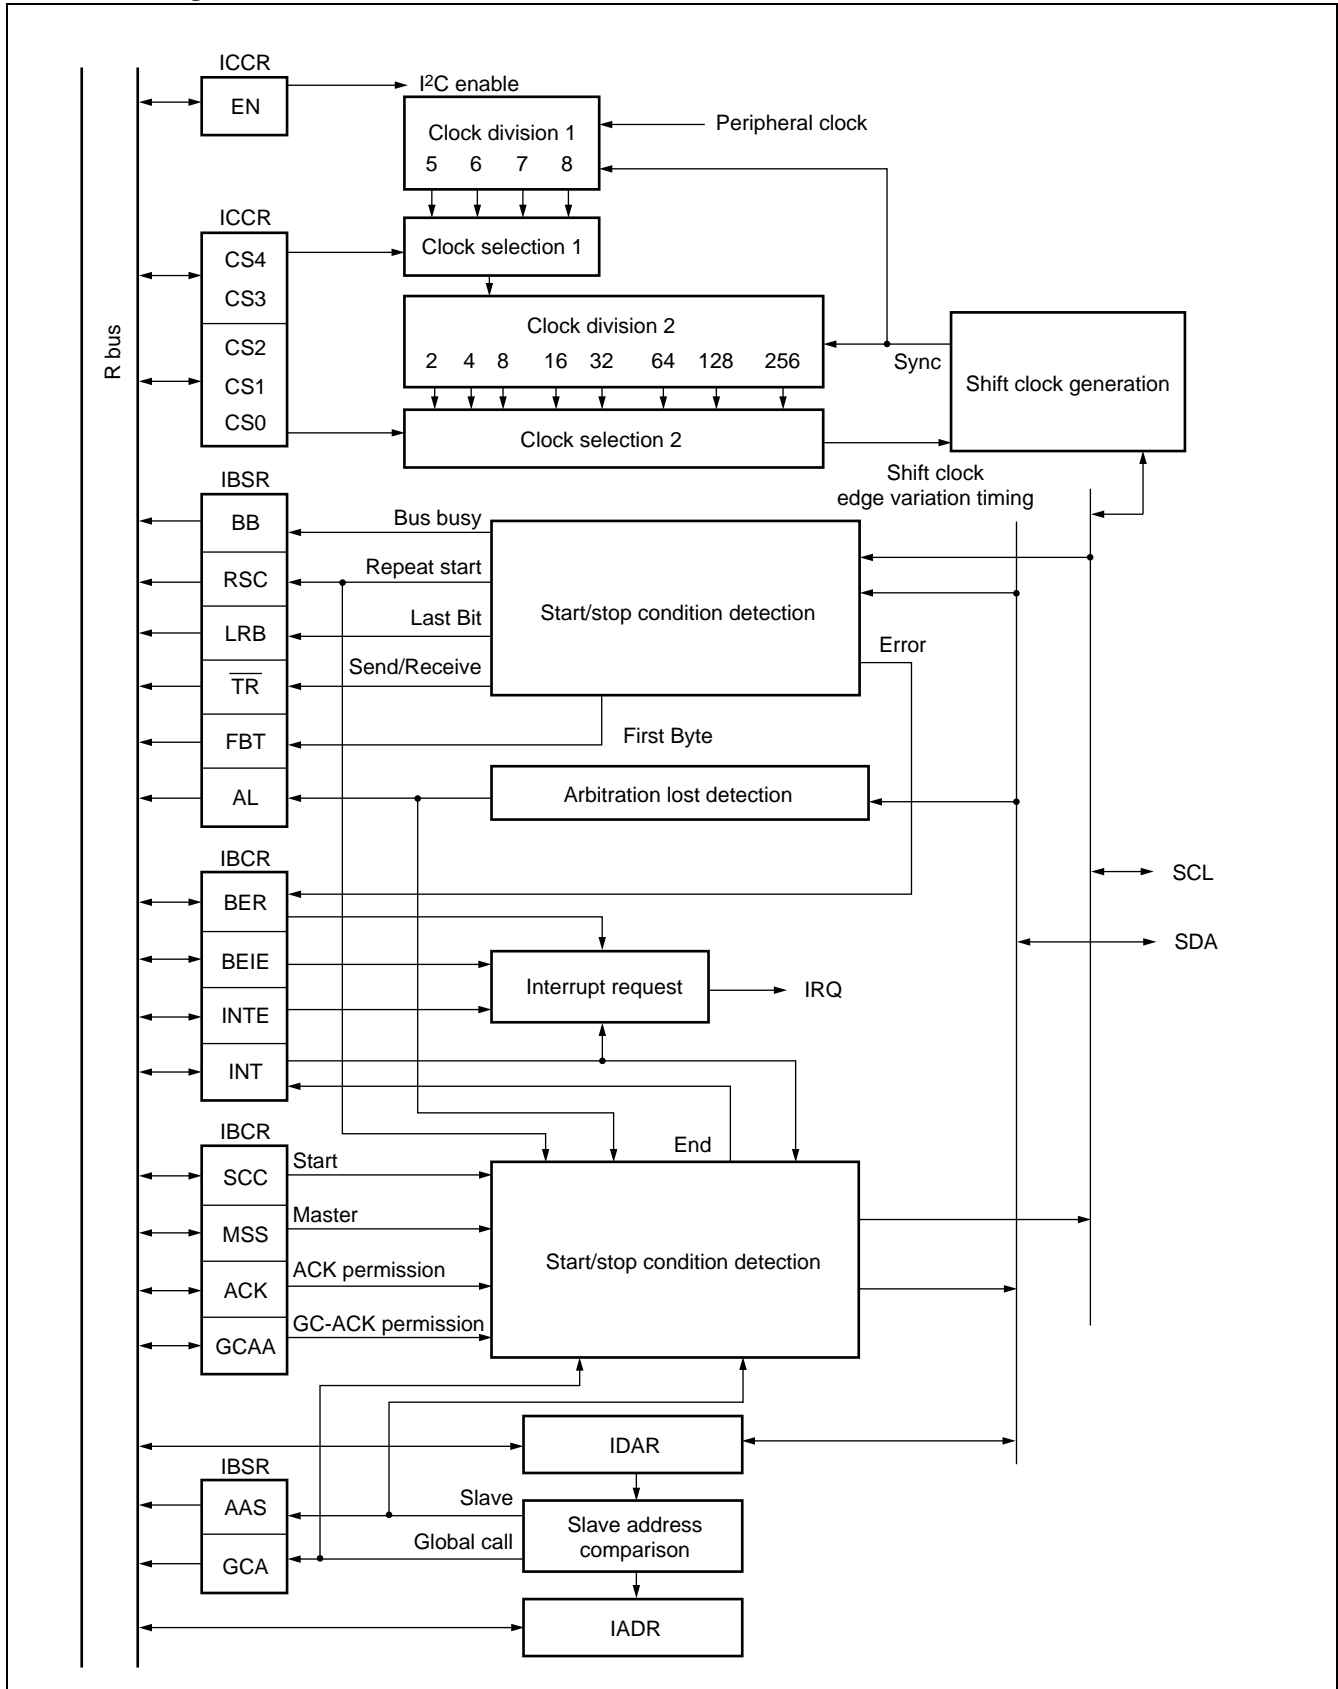 ICCR
EN
I²C enable
Clock division 1
5 6 7 8
Peripheral clock
ICCR
CS4
CS3
CS2
CS1
CS0
Clock selection 1
Clock division 2
2 4 8 16 32 64 128 256
Sync
Shift clock generation
Clock selection 2
Shift clock
edge variation timing
R bus
IBSR
BB
RSC
LRB
TR
FBT
AL
Bus busy
Repeat start
Last Bit
Send/Receive
First Byte
Start/stop condition detection
Error
Arbitration lost detection
IBCR
BER
BEIE
INTE
INT
Interrupt request
IRQ
SCL
SDA
End
IBCR
SCC
MSS
ACK
GCAA
Start
Master
ACK permission
GC-ACK permission
Start/stop condition detection
IDAR
IBSR
AAS
GCA
Slave
Global call
Slave address
comparison
IADR